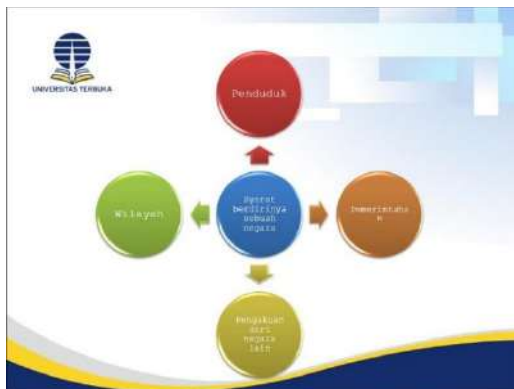 UNIVERSITAS TERBUKA
Penduduk
Wilayah
Syarat
berdirinya
sebuah
negara
Pemerintaha
n
Pengakuan
dari
negara
lain